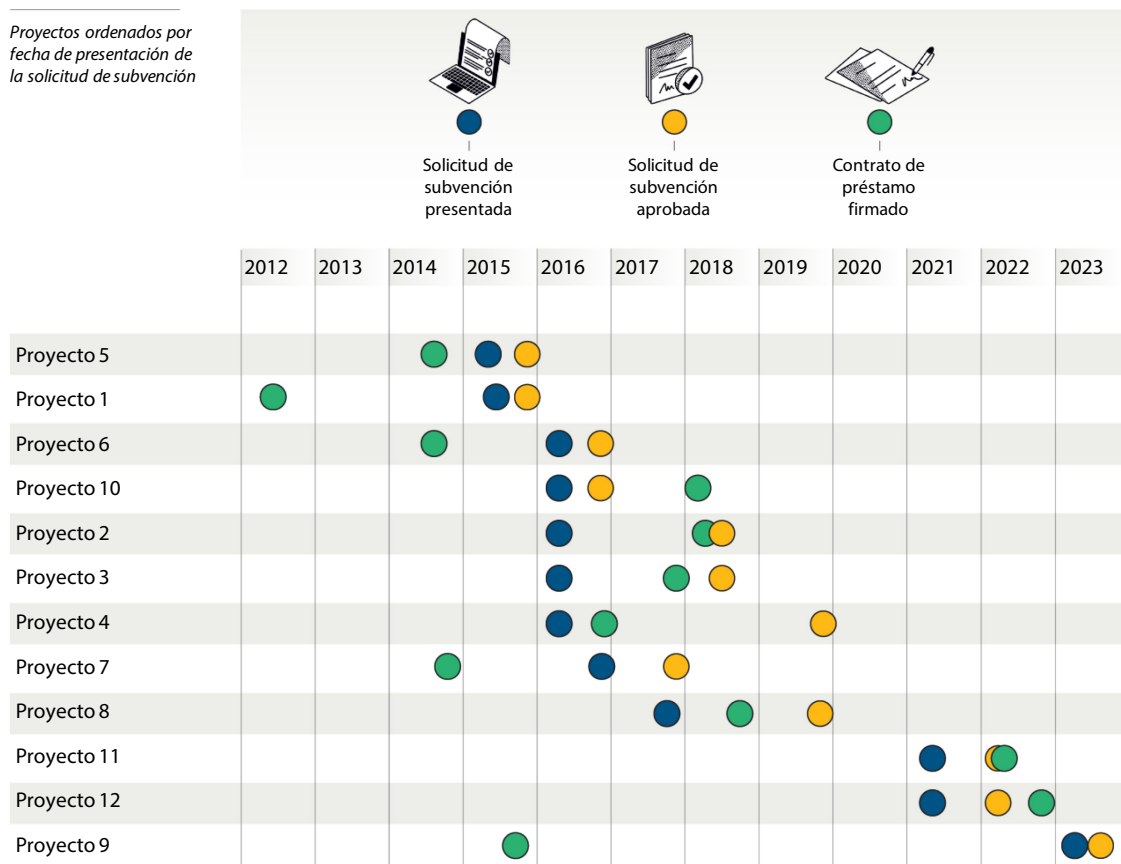 Proyectos ordenados por
fecha de presentación de
la solicitud de subvención
Solicitud de
subvención
presentada
Solicitud de
subvención
aprobada
Contrato de
préstamo
firmado
2012 2013 2014 2015 2016 2017 2018 2019 2020 2021 2022 2023
Proyecto 5
Proyecto 1
Proyecto 6
Proyecto 10
Proyecto 2
Proyecto 3
Proyecto 4
Proyecto 7
Proyecto 8
Proyecto 11
Proyecto 12
Proyecto 9